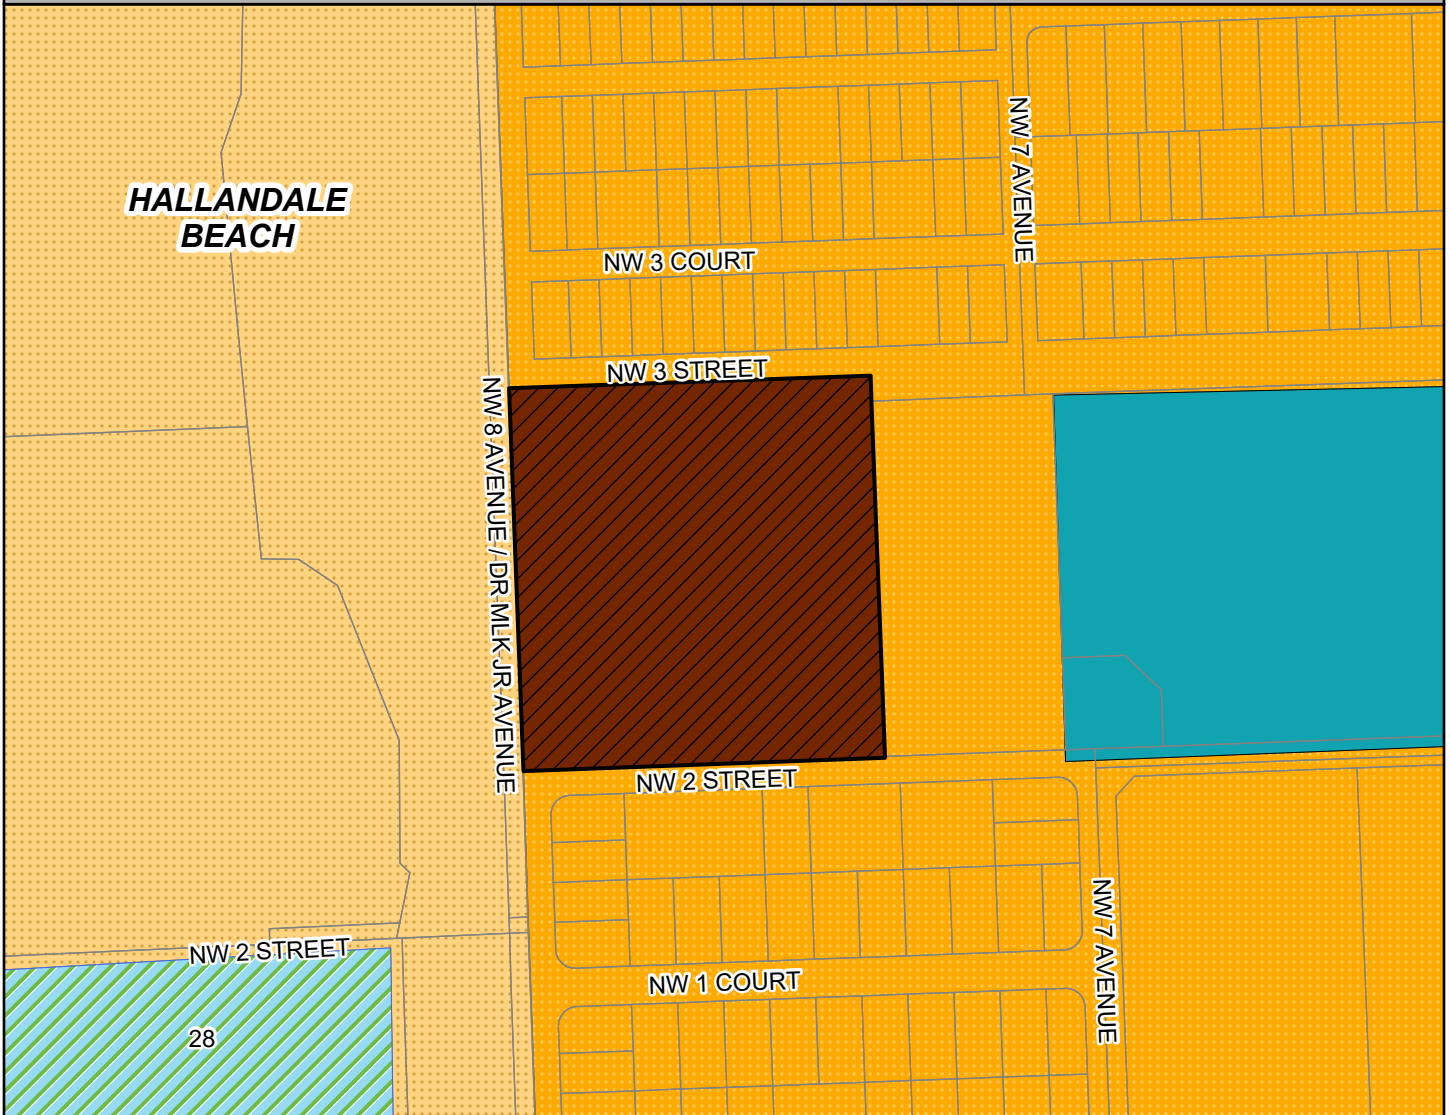 NW 7 AVENUE
HALLANDALE
BEACH
NW 3 COURT
NW 3 STREET
NW 8 AVENUE / DR MLK JR AVENUE
NW 2 STREET
NW 7 AVENUE
NW 2 STREET
NW 1 COURT
28